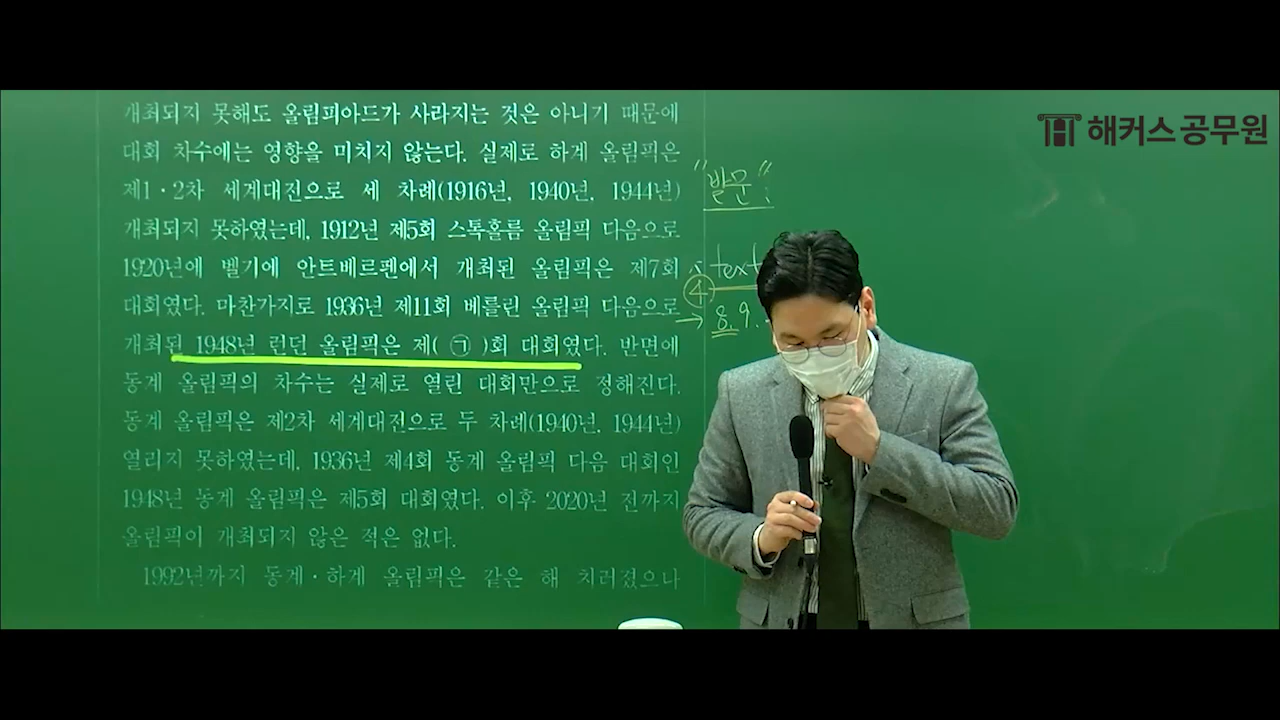 개최되지 못해도 올림피아드가 사라지는 것은 아니기 때문에
대회 차수에는 영향을 미치지 않는다. 실제로 하계 올림픽은
제1·2차 세계대전으로 세 차례(1916년, 1940년, 1944년)
개최되지 못하였는데, 1912년 제5회 스톡홀름 올림픽 다음으로
1920년에 벨기에 안트베르펜에서 개최된 올림픽은 제7회
대회였다. 마찬가지로 1936년 제11회 베를린 올림픽 다음으로
개최된 1948년 런던 올림픽은 제( ㉠ )회 대회였다. 반면에
동계 올림픽의 차수는 실제로 열린 대회만으로 정해진다.
동계 올림픽은 제2차 세계대전으로 두 차례(1940년, 1944년)
열리지 못하였는데, 1936년 제4회 동계 올림픽 다음 대회인
1948년 동계 올림픽은 제5회 대회였다. 이후 2020년 전까지
올림픽이 개최되지 않은 적은 없다.
1992년까지 동계·하계 올림픽은 같은 해 치러졌으나
"발문"
text
④
→ 8. 9.
해커스 공무원